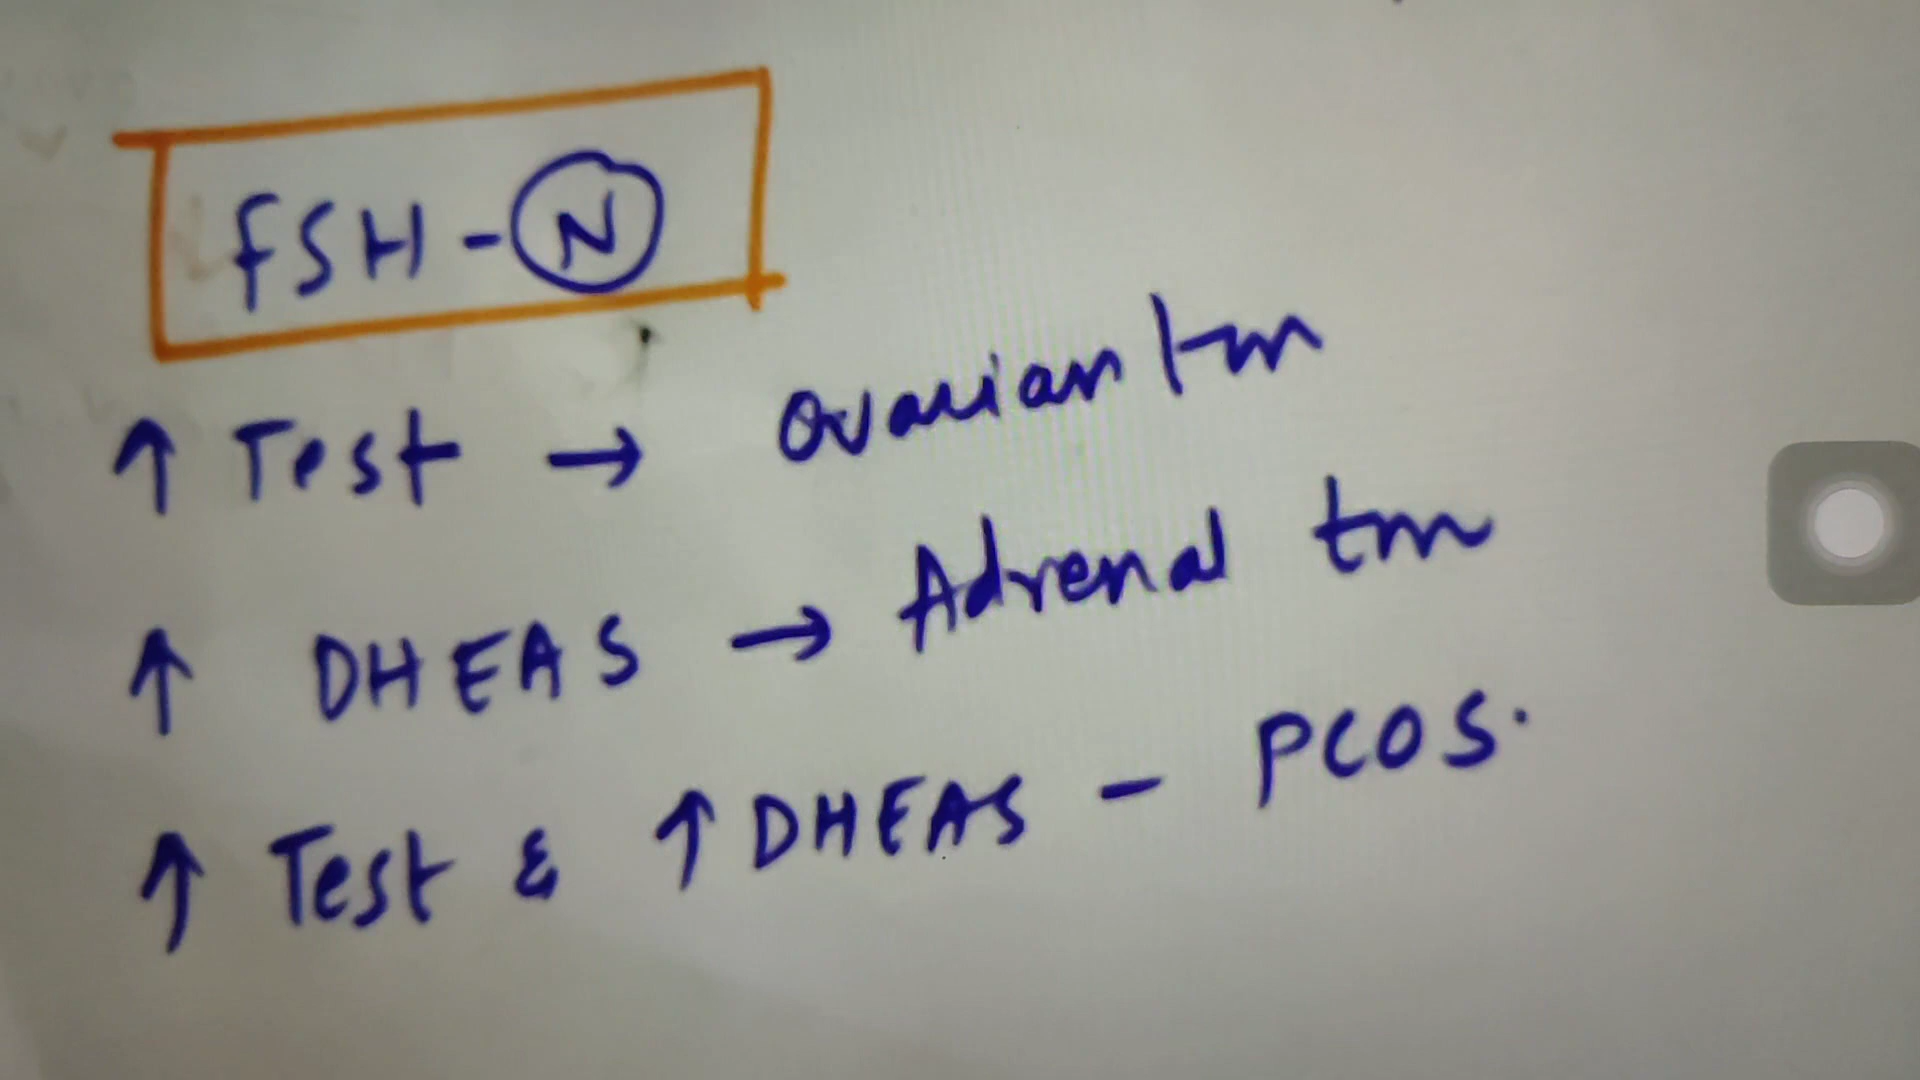 FSH - N
↑ Test → Ovarian tm
↑ DHEAS → Adrenal tm
↑ Test & ↑ DHEAS - PCOS.